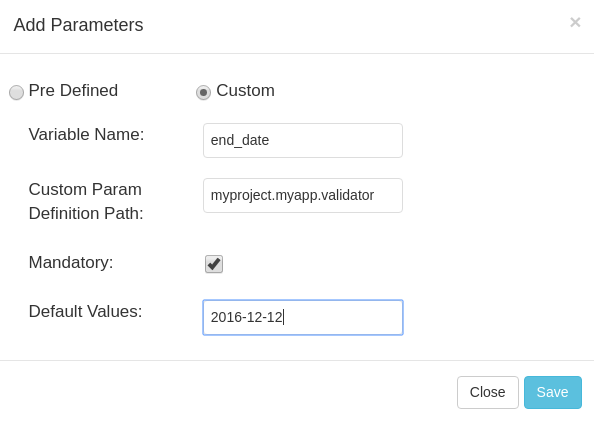 Add Parameters ×
Pre Defined Custom
Variable Name: end_date
Custom Param
Definition Path: myproject.myapp.validator
Mandatory:
Default Values: 2016-12-12
Close Save